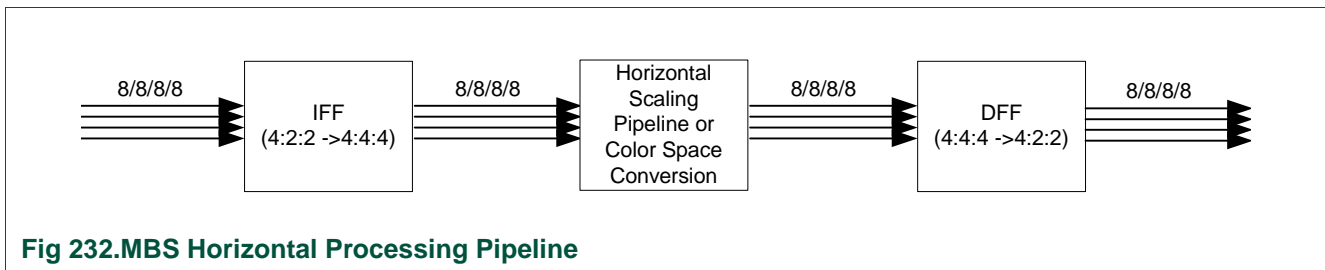 8/8/8/8
IFF
(4:2:2 ->4:4:4)
8/8/8/8
Horizontal
Scaling
Pipeline or
Color Space
Conversion
8/8/8/8
DFF
(4:4:4 ->4:2:2)
8/8/8/8
Fig 232.MBS Horizontal Processing Pipeline